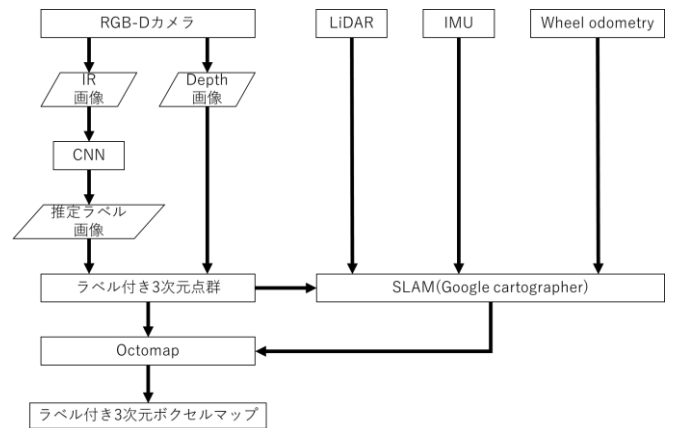 RGB-Dカメラ
LiDAR
IMU
Wheel odometry
IR
画像
Depth
画像
CNN
推定ラベル
画像
ラベル付き3次元点群
SLAM(Google cartographer)
Octomap
ラベル付き3次元ボクセルマップ